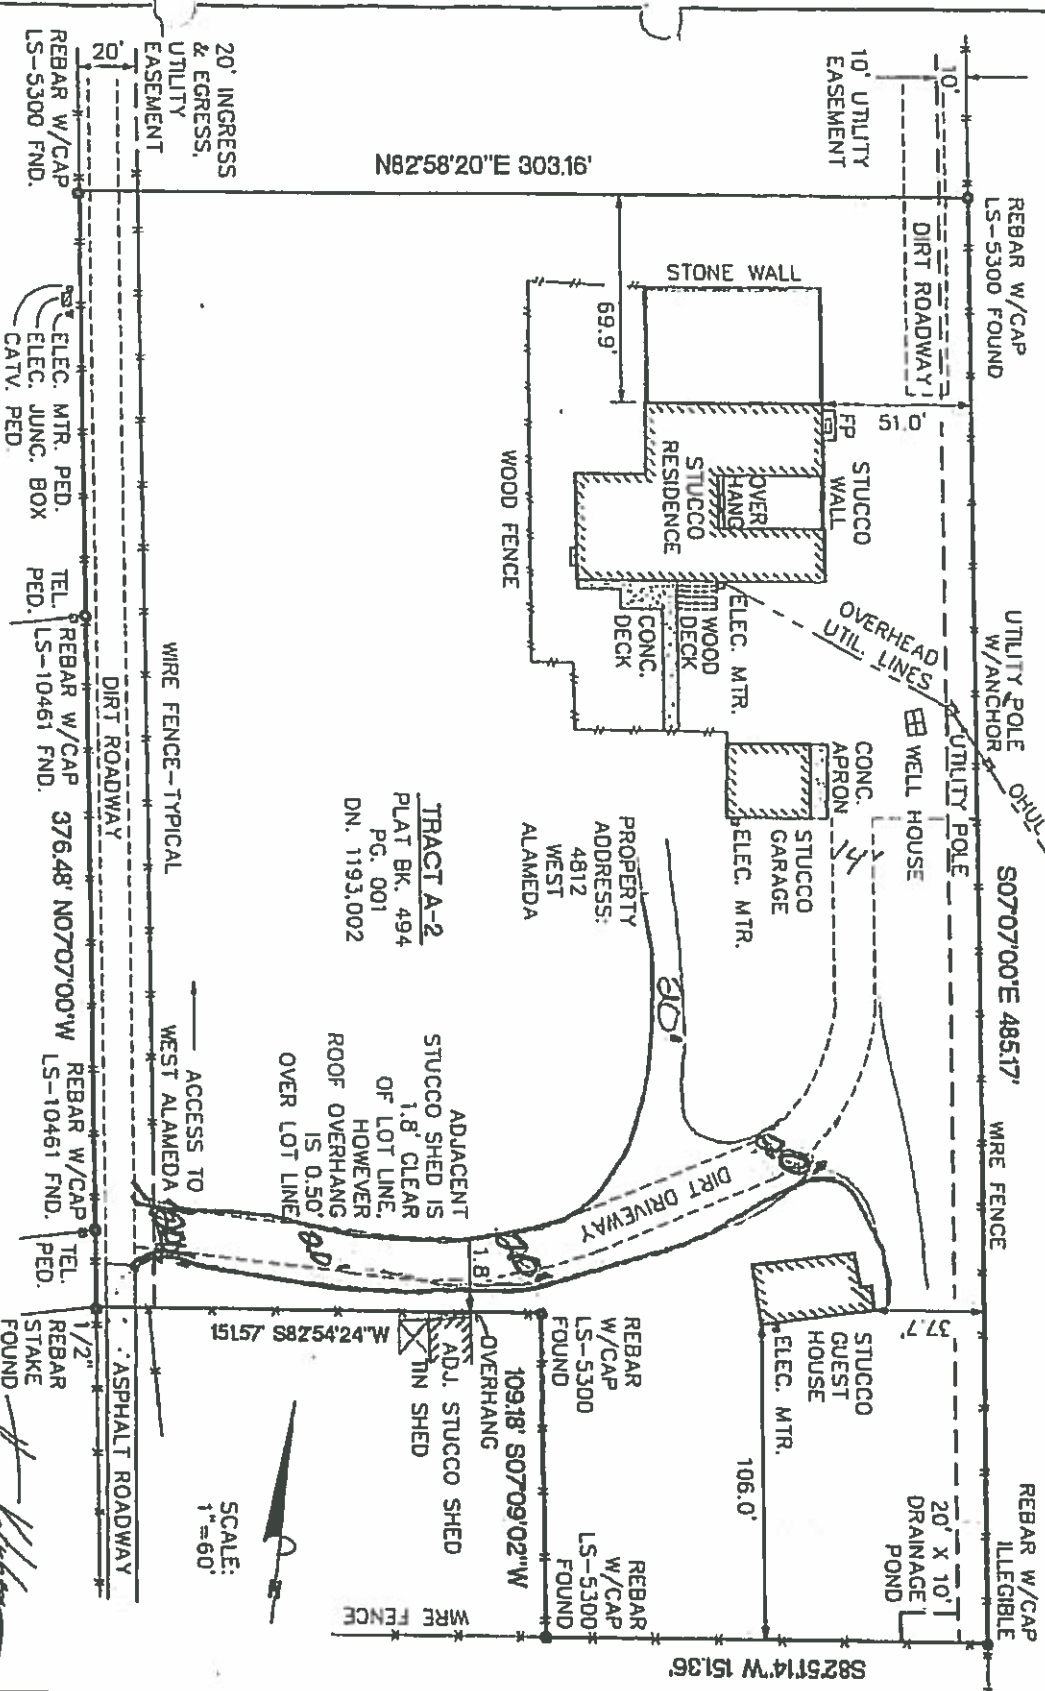 REBAR W/CAP
LS-5300 FOUND
10'
10' UTILITY
EASEMENT
DIRT ROADWAY
N82°58'20"E 303.16'
20' INGRESS
& EGRESS,
UTILITY
EASEMENT
20'
REBAR W/CAP
LS-5300 FND.
STONE WALL
69.9'
51.0'
FP
STUCCO
WALL
OVER
HANG
STUCCO
RESIDENCE
WOOD FENCE
ELEC. MTR. PED.
ELEC. JUNC. BOX
CATV. PED.
TEL.
PED.
REBAR W/CAP
LS-10461 FND.
WOOD
DECK
CONC.
DECK
ELEC. MTR.
OVERHEAD
UTIL. LINES
UTILITY POLE
W/ANCHOR
OHUL
UTILITY POLE
WELL HOUSE
CONC.
APRON
STUCCO
GARAGE
ELEC. MTR.
14'
S07°07'00"E 485.17'
WIRE FENCE
PROPERTY
ADDRESS:
4812
WEST
ALAMEDA
TRACT A-2
PLAT BK. 494
PG. 001
DN. 1193,002
WIRE FENCE-TYPICAL
DIRT ROADWAY
376.48' N07°07'00"W
20'
ADJACENT
STUCCO SHED IS
1.8' CLEAR
OF LOT LINE,
HOWEVER
ROOF OVERHANG
IS 0.50'
OVER LOT LINE
ACCESS TO
WEST ALAMEDA
REBAR W/CAP
LS-10461 FND.
TEL.
PED.
DIRT DRIVEWAY
20
20
20
20
1.8'
37.7'
STUCCO
GUEST
HOUSE
ELEC. MTR.
106.0'
REBAR
W/CAP
LS-5300
FOUND
151.57' S82°54'24"W
OVERHANG
ADJ. STUCCO SHED
TIN SHED
109.18' S07°09'02"W
1/2"
REBAR
STAKE
FOUND
ASPHALT ROADWAY
SCALE:
1"=60'
REBAR W/CAP
ILLEGIBLE
20' X 10'
DRAINAGE
POND
REBAR
W/CAP
LS-5300
FOUND
WIRE FENCE
S82°51'14"W 151.36'